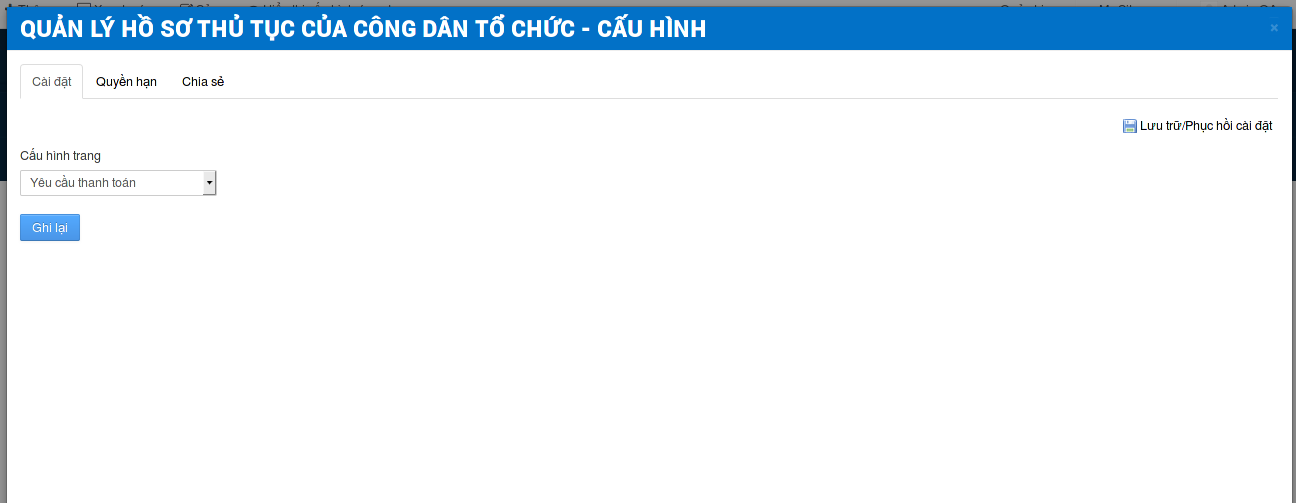 QUẢN LÝ HỒ SƠ THỦ TỤC CỦA CÔNG DÂN TỔ CHỨC - CẤU HÌNH
×
Cài đặt Quyền hạn Chia sẻ
Lưu trữ/Phục hồi cài đặt
Cấu hình trang
Yêu cầu thanh toán
Ghi lại